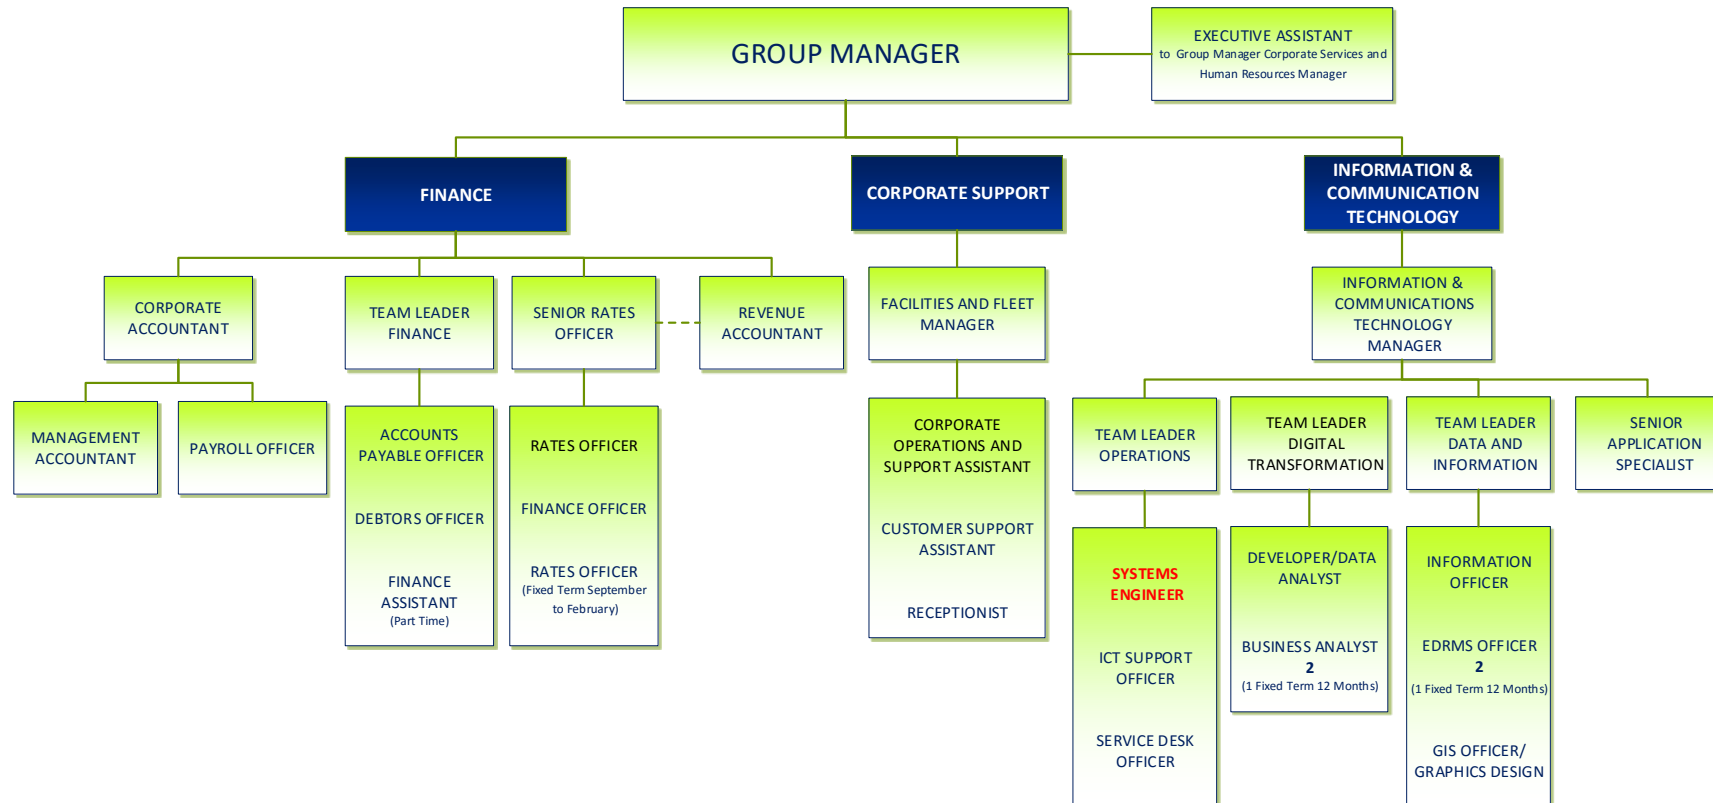 GROUP MANAGER
EXECUTIVE ASSISTANT
to Group Manager Corporate Services and
Human Resources Manager
FINANCE
CORPORATE SUPPORT
INFORMATION &
COMMUNICATION
TECHNOLOGY
CORPORATE
ACCOUNTANT
TEAM LEADER
FINANCE
SENIOR RATES
OFFICER
REVENUE
ACCOUNTANT
FACILITIES AND FLEET
MANAGER
INFORMATION &
COMMUNICATIONS
TECHNOLOGY
MANAGER
MANAGEMENT
ACCOUNTANT
PAYROLL OFFICER
ACCOUNTS
PAYABLE OFFICER
DEBTORS OFFICER
FINANCE
ASSISTANT
(Part Time)
RATES OFFICER
FINANCE OFFICER
RATES OFFICER
(Fixed Term September
to February)
CORPORATE
OPERATIONS AND
SUPPORT ASSISTANT
CUSTOMER SUPPORT
ASSISTANT
RECEPTIONIST
TEAM LEADER
OPERATIONS
TEAM LEADER
DIGITAL
TRANSFORMATION
TEAM LEADER
DATA AND
INFORMATION
SENIOR
APPLICATION
SPECIALIST
SYSTEMS
ENGINEER
ICT SUPPORT
OFFICER
SERVICE DESK
OFFICER
DEVELOPER/DATA
ANALYST
BUSINESS ANALYST
2
(1 Fixed Term 12 Months)
INFORMATION
OFFICER
EDRMS OFFICER
2
(1 Fixed Term 12 Months)
GIS OFFICER/
GRAPHICS DESIGN